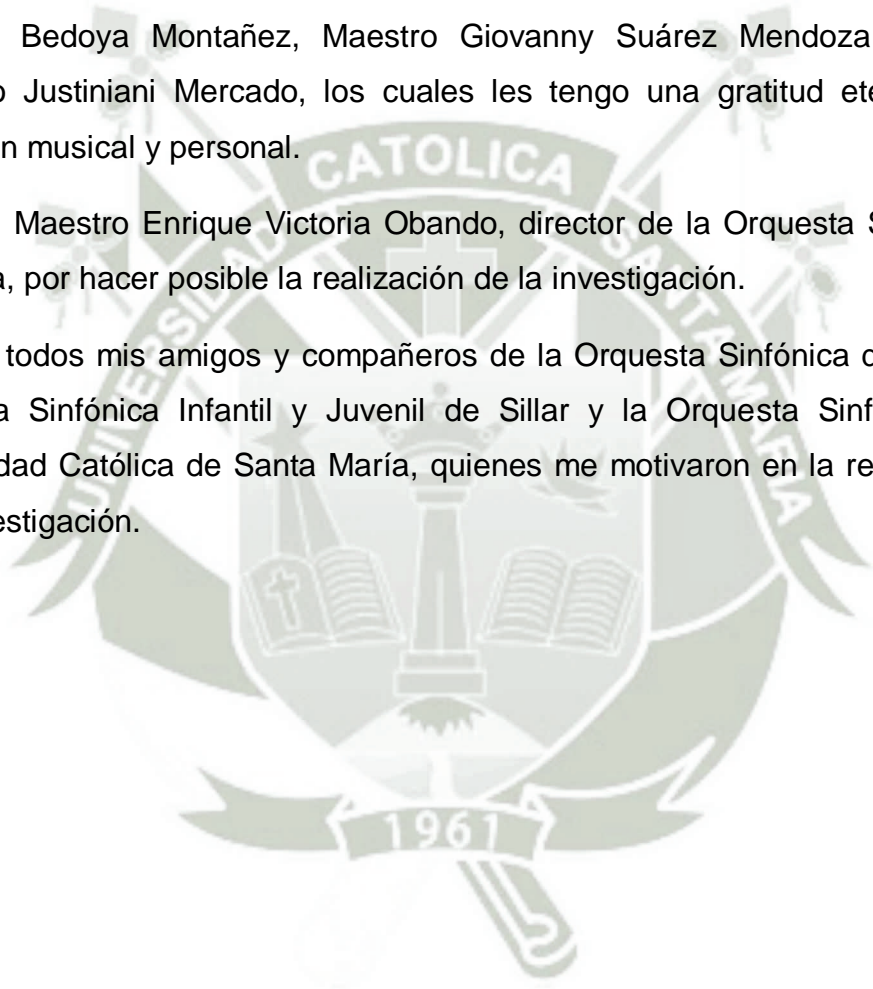 Bedoya Montañez, Maestro Giovanny Suárez Mendoza
o Justiniani Mercado, los cuales les tengo una gratitud ete
n musical y personal.
Maestro Enrique Victoria Obando, director de la Orquesta S
a, por hacer posible la realización de la investigación.
todos mis amigos y compañeros de la Orquesta Sinfónica d
a Sinfónica Infantil y Juvenil de Sillar y la Orquesta Sinf
dad Católica de Santa María, quienes me motivaron en la re
estigación.
UNIVERSIDAD CATOLICA SANTA MARIA
1961